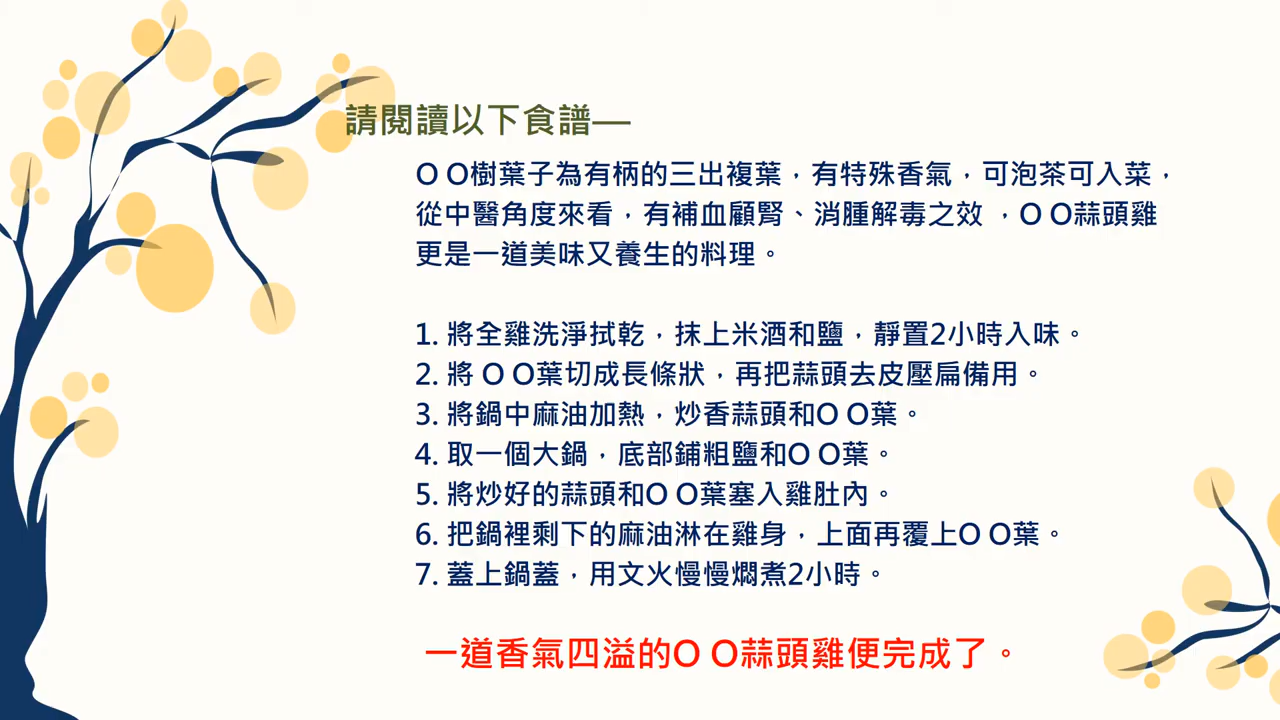 請閱讀以下食譜—
O O樹葉子為有柄的三出複葉，有特殊香氣，可泡茶可入菜，
從中醫角度來看，有補血顧腎、消腫解毒之效 ，O O蒜頭雞
更是一道美味又養生的料理。
1. 將全雞洗淨拭乾，抹上米酒和鹽，靜置2小時入味。
2. 將 O O葉切成長條狀，再把蒜頭去皮壓扁備用。
3. 將鍋中麻油加熱，炒香蒜頭和O O葉。
4. 取一個大鍋，底部鋪粗鹽和O O葉。
5. 將炒好的蒜頭和O O葉塞入雞肚內。
6. 把鍋裡剩下的麻油淋在雞身，上面再覆上O O葉。
7. 蓋上鍋蓋，用文火慢慢燜煮2小時。
一道香氣四溢的O O蒜頭雞便完成了。